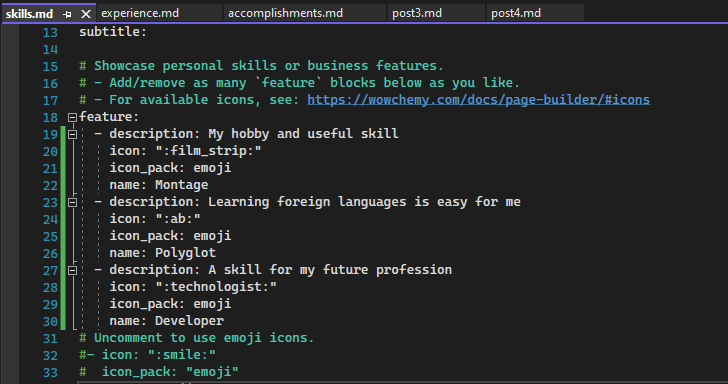 skills.md experience.md accomplishments.md post3.md post4.md
13 subtitle:
14
15 # Showcase personal skills or business features.
16 # - Add/remove as many `feature` blocks below as you like.
17 # - For available icons, see: https://wowchemy.com/docs/page-builder/#icons
18 feature:
19 - description: My hobby and useful skill
20 icon: ":film_strip:"
21 icon_pack: emoji
22 name: Montage
23 - description: Learning foreign languages is easy for me
24 icon: ":ab:"
25 icon_pack: emoji
26 name: Polyglot
27 - description: A skill for my future profession
28 icon: ":technologist:"
29 icon_pack: emoji
30 name: Developer
31 # Uncomment to use emoji icons.
32 #- icon: ":smile:"
33 #  icon_pack: "emoji"